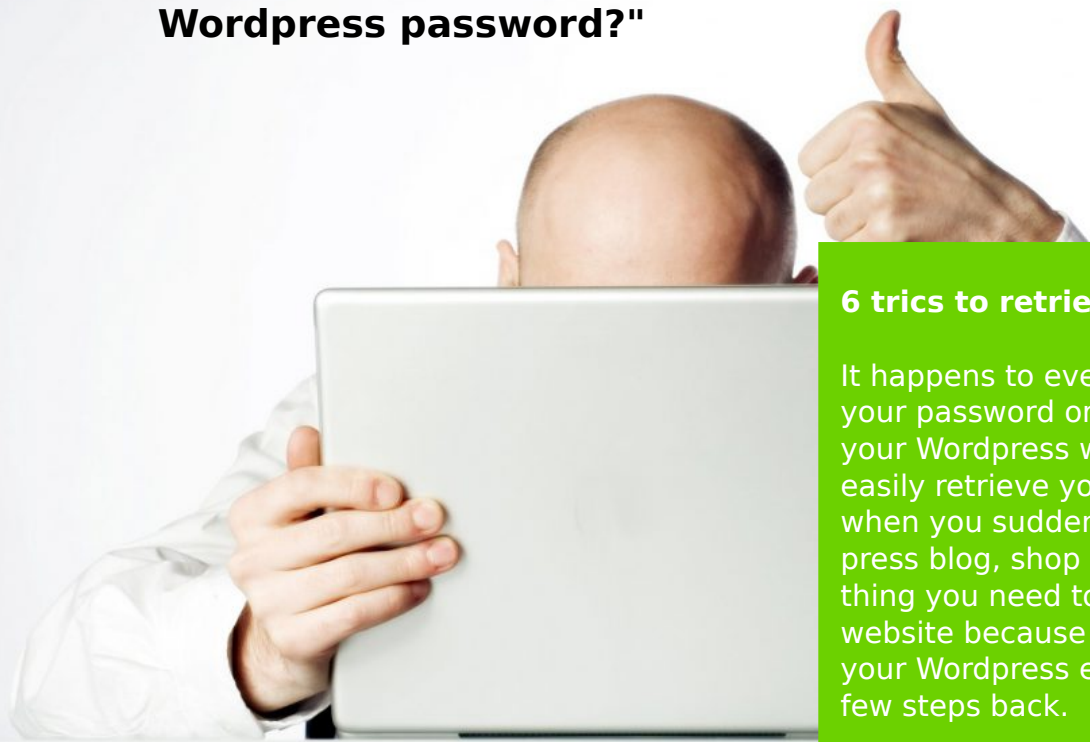 Wordpress password?"
6 trics to retrie
It happens to eve
your password or
your Wordpress w
easily retrieve yo
when you sudden
press blog, shop
thing you need to
website because
your Wordpress e
few steps back.